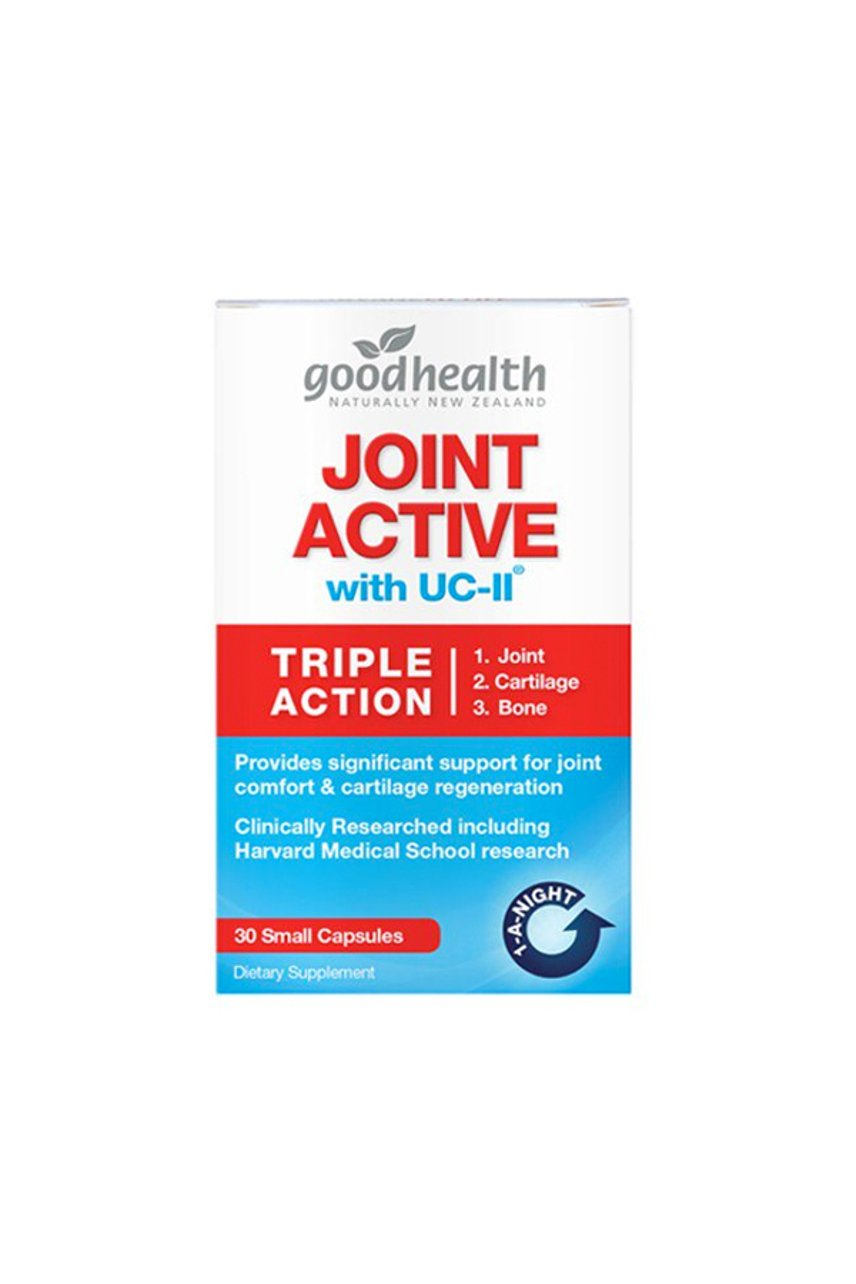 goodhealth
NATURALLY NEW ZEALAND
JOINT
ACTIVE
with UC-II®
TRIPLE
ACTION
1. Joint
2. Cartilage
3. Bone
Provides significant support for joint
comfort & cartilage regeneration
Clinically Researched including
Harvard Medical School research
1-A-NIGHT
30 Small Capsules
Dietary Supplement